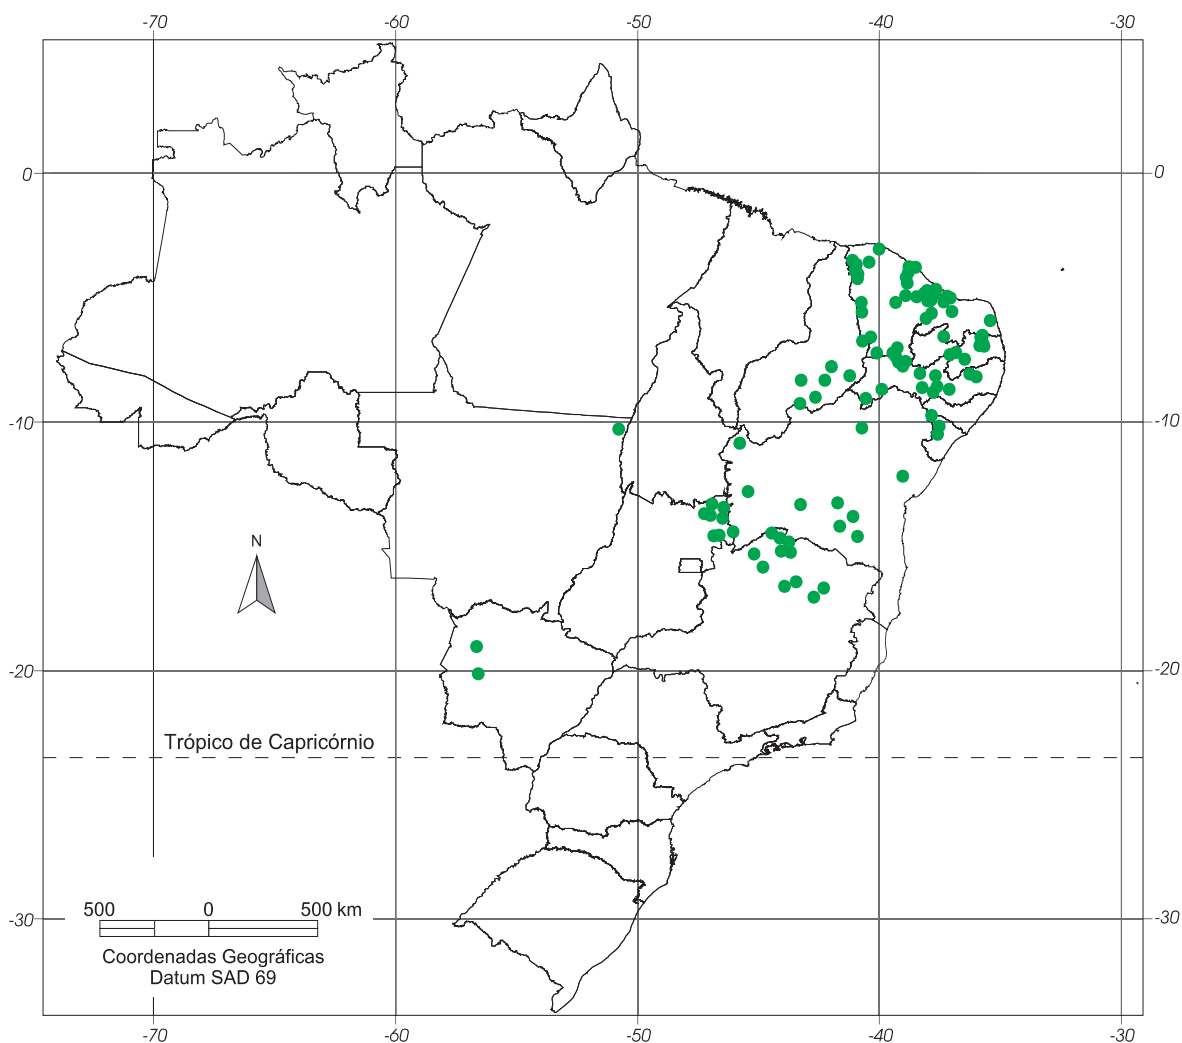 -70 -60 -50 -40 -30
0 0
-10 -10
N
-20 -20
Trópico de Capricórnio
500 0 500 km
-30 -30
Coordenadas Geográficas
Datum SAD 69
-70 -60 -50 -40 -30